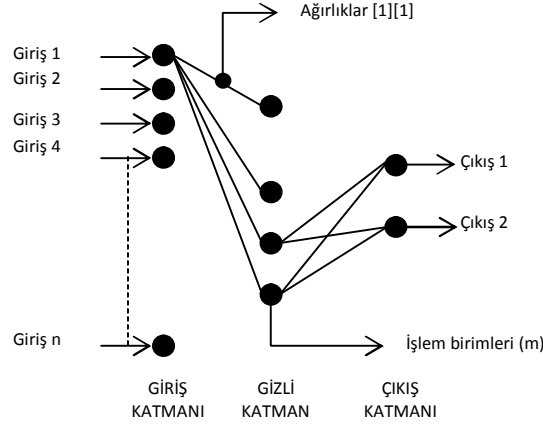 Ağırlıklar [1][1]
Giriş 1
Giriş 2
Giriş 3
Giriş 4
Çıkış 1
Çıkış 2
Giriş n
İşlem birimleri (m)
GİRİŞ
KATMANI
GİZLİ
KATMAN
ÇIKIŞ
KATMANI